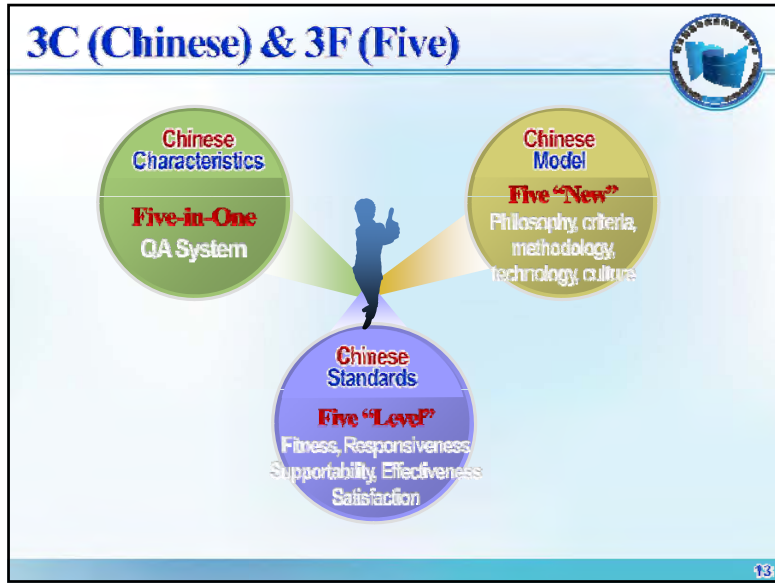 3C (Chinese) & 3F (Five)
Chinese
Characteristics
Five-in-One
QA System
Chinese
Model
Five “New”
Philosophy, criteria,
methodology,
technology, culture
Chinese
Standards
Five “Level”
Fitness, Responsiveness
Supportability, Effectiveness
Satisfaction
13